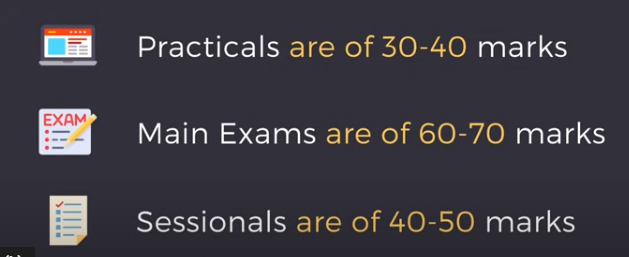 Practicals are of 30-40 marks
EXAM
Main Exams are of 60-70 marks
Sessionals are of 40-50 marks